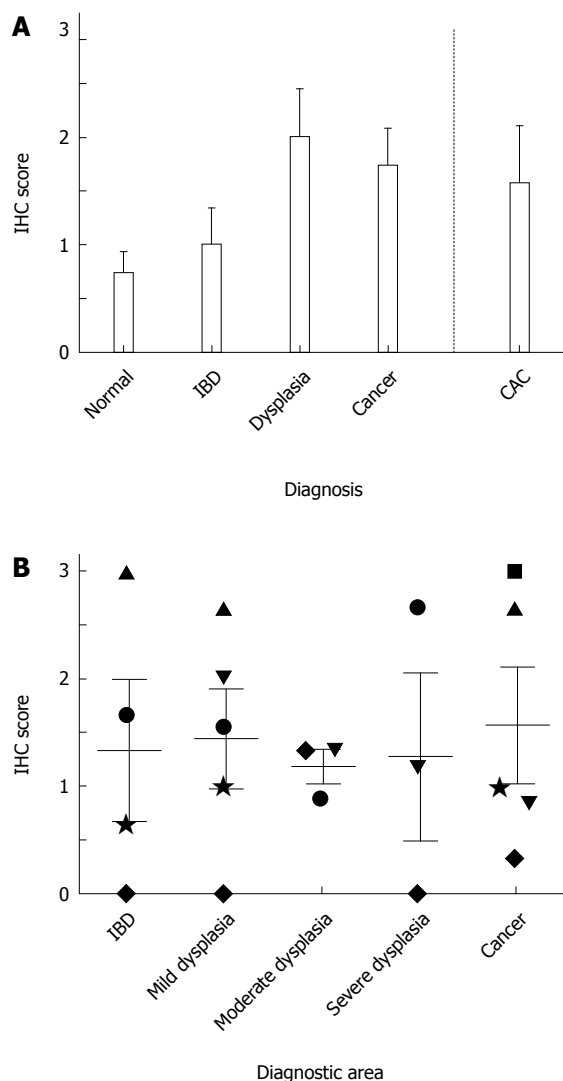 A
IHC score
3
2
1
0
Normal
IBD
Dysplasia
Cancer
CAC
Diagnosis
B
IHC score
3
2
1
0
IBD
Mild dysplasia
Moderate dysplasia
Severe dysplasia
Cancer
Diagnostic area